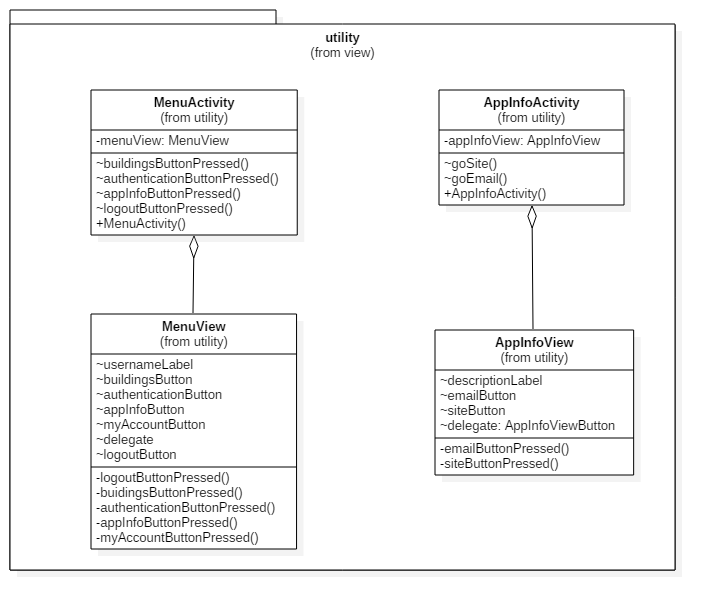 utility
(from view)
MenuActivity
(from utility)
-menuView: MenuView
~buildingsButtonPressed()
~authenticationButtonPressed()
~appInfoButtonPressed()
~logoutButtonPressed()
+MenuActivity()
AppInfoActivity
(from utility)
-appInfoView: AppInfoView
~goSite()
~goEmail()
+AppInfoActivity()
MenuView
(from utility)
~usernameLabel
~buildingsButton
~authenticationButton
~appInfoButton
~myAccountButton
~delegate
~logoutButton
-logoutButtonPressed()
-buidingsButtonPressed()
-authenticationButtonPressed()
-appInfoButtonPressed()
-myAccountButtonPressed()
AppInfoView
(from utility)
~descriptionLabel
~emailButton
~siteButton
~delegate: AppInfoViewButton
-emailButtonPressed()
-siteButtonPressed()